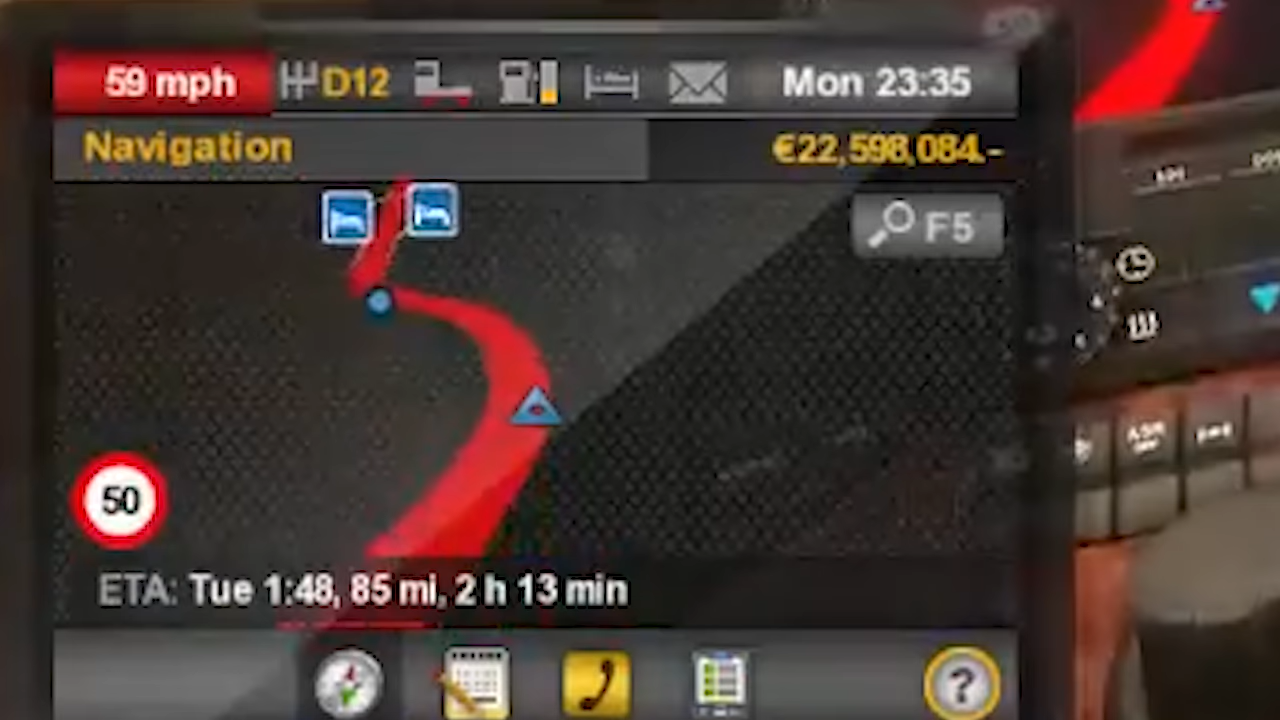 59 mph D12 Mon 23:35
Navigation €22,598,084.-
F5
50
ETA: Tue 1:48, 85 mi, 2 h 13 min
?